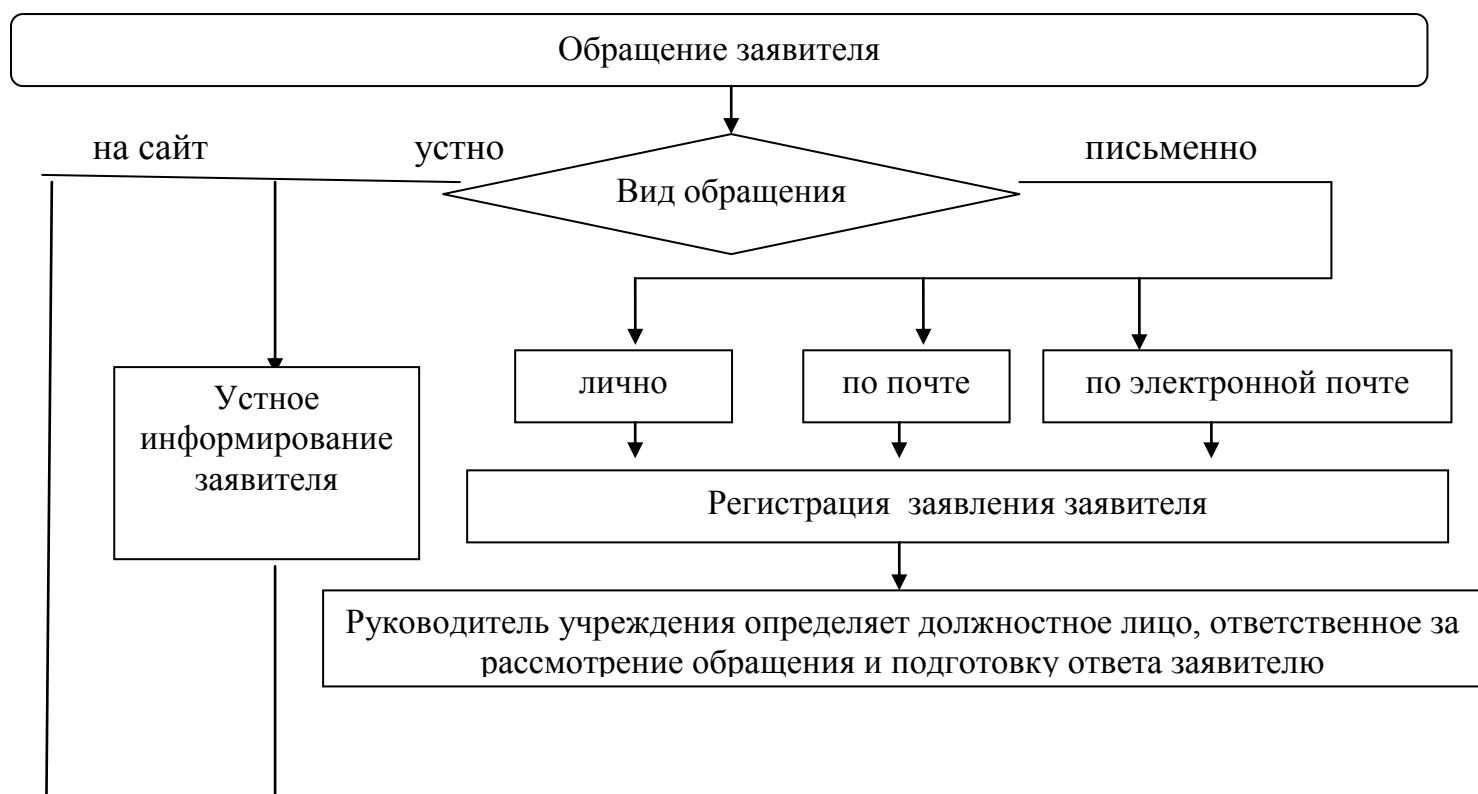 Обращение заявителя
на сайт
устно
письменно
Вид обращения
лично
по почте
по электронной почте
Устное
информирование
заявителя
Регистрация  заявления заявителя
Руководитель учреждения определяет должностное лицо, ответственное за
рассмотрение обращения и подготовку ответа заявителю